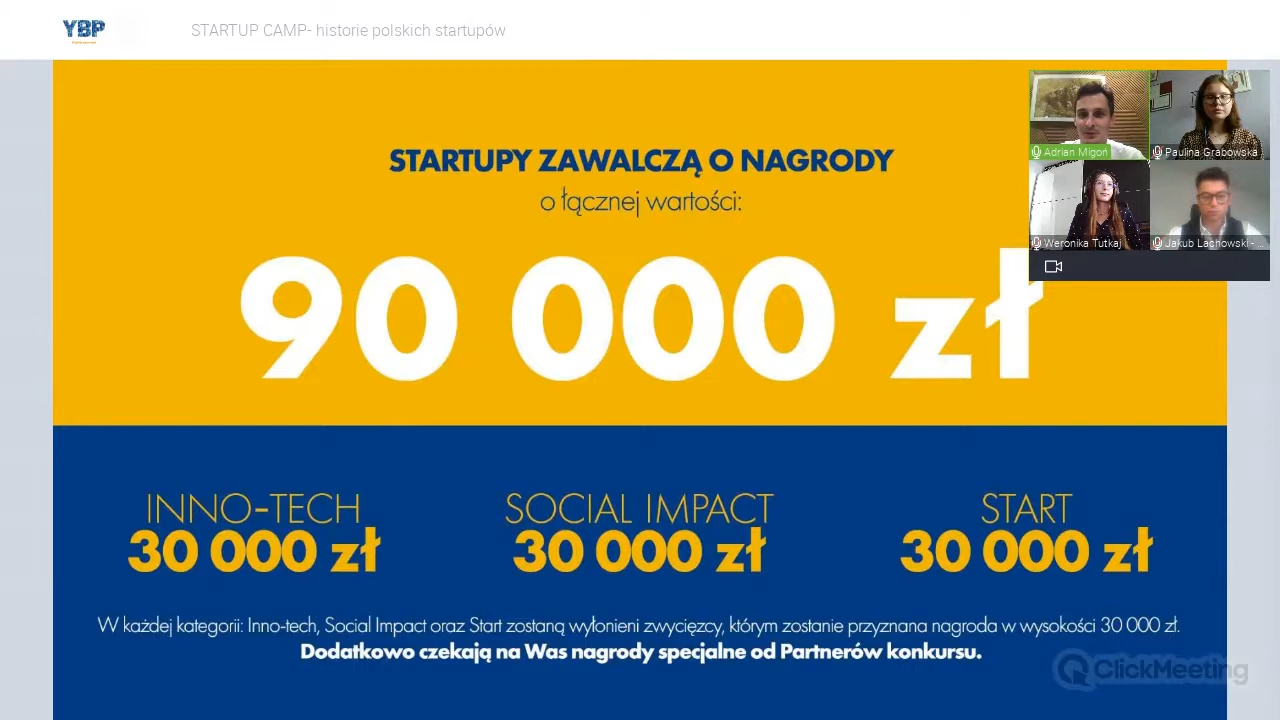 YBP
STARTUP CAMP- historie polskich startupów
STARTUPY ZAWALCZĄ O NAGRODY
o łącznej wartości:
90 000 zł
Adrian Migoń
Paulina Grabowska
Weronika Tutkaj
Jakub Lachowski - ...
INNO-TECH
30 000 zł
SOCIAL IMPACT
30 000 zł
START
30 000 zł
W każdej kategorii: Inno-tech, Social Impact oraz Start zostaną wyłonieni zwycięzcy, którym zostanie przyznana nagroda w wysokości 30 000 zł.
Dodatkowo czekają na Was nagrody specjalne od Partnerów konkursu.
ClickMeeting